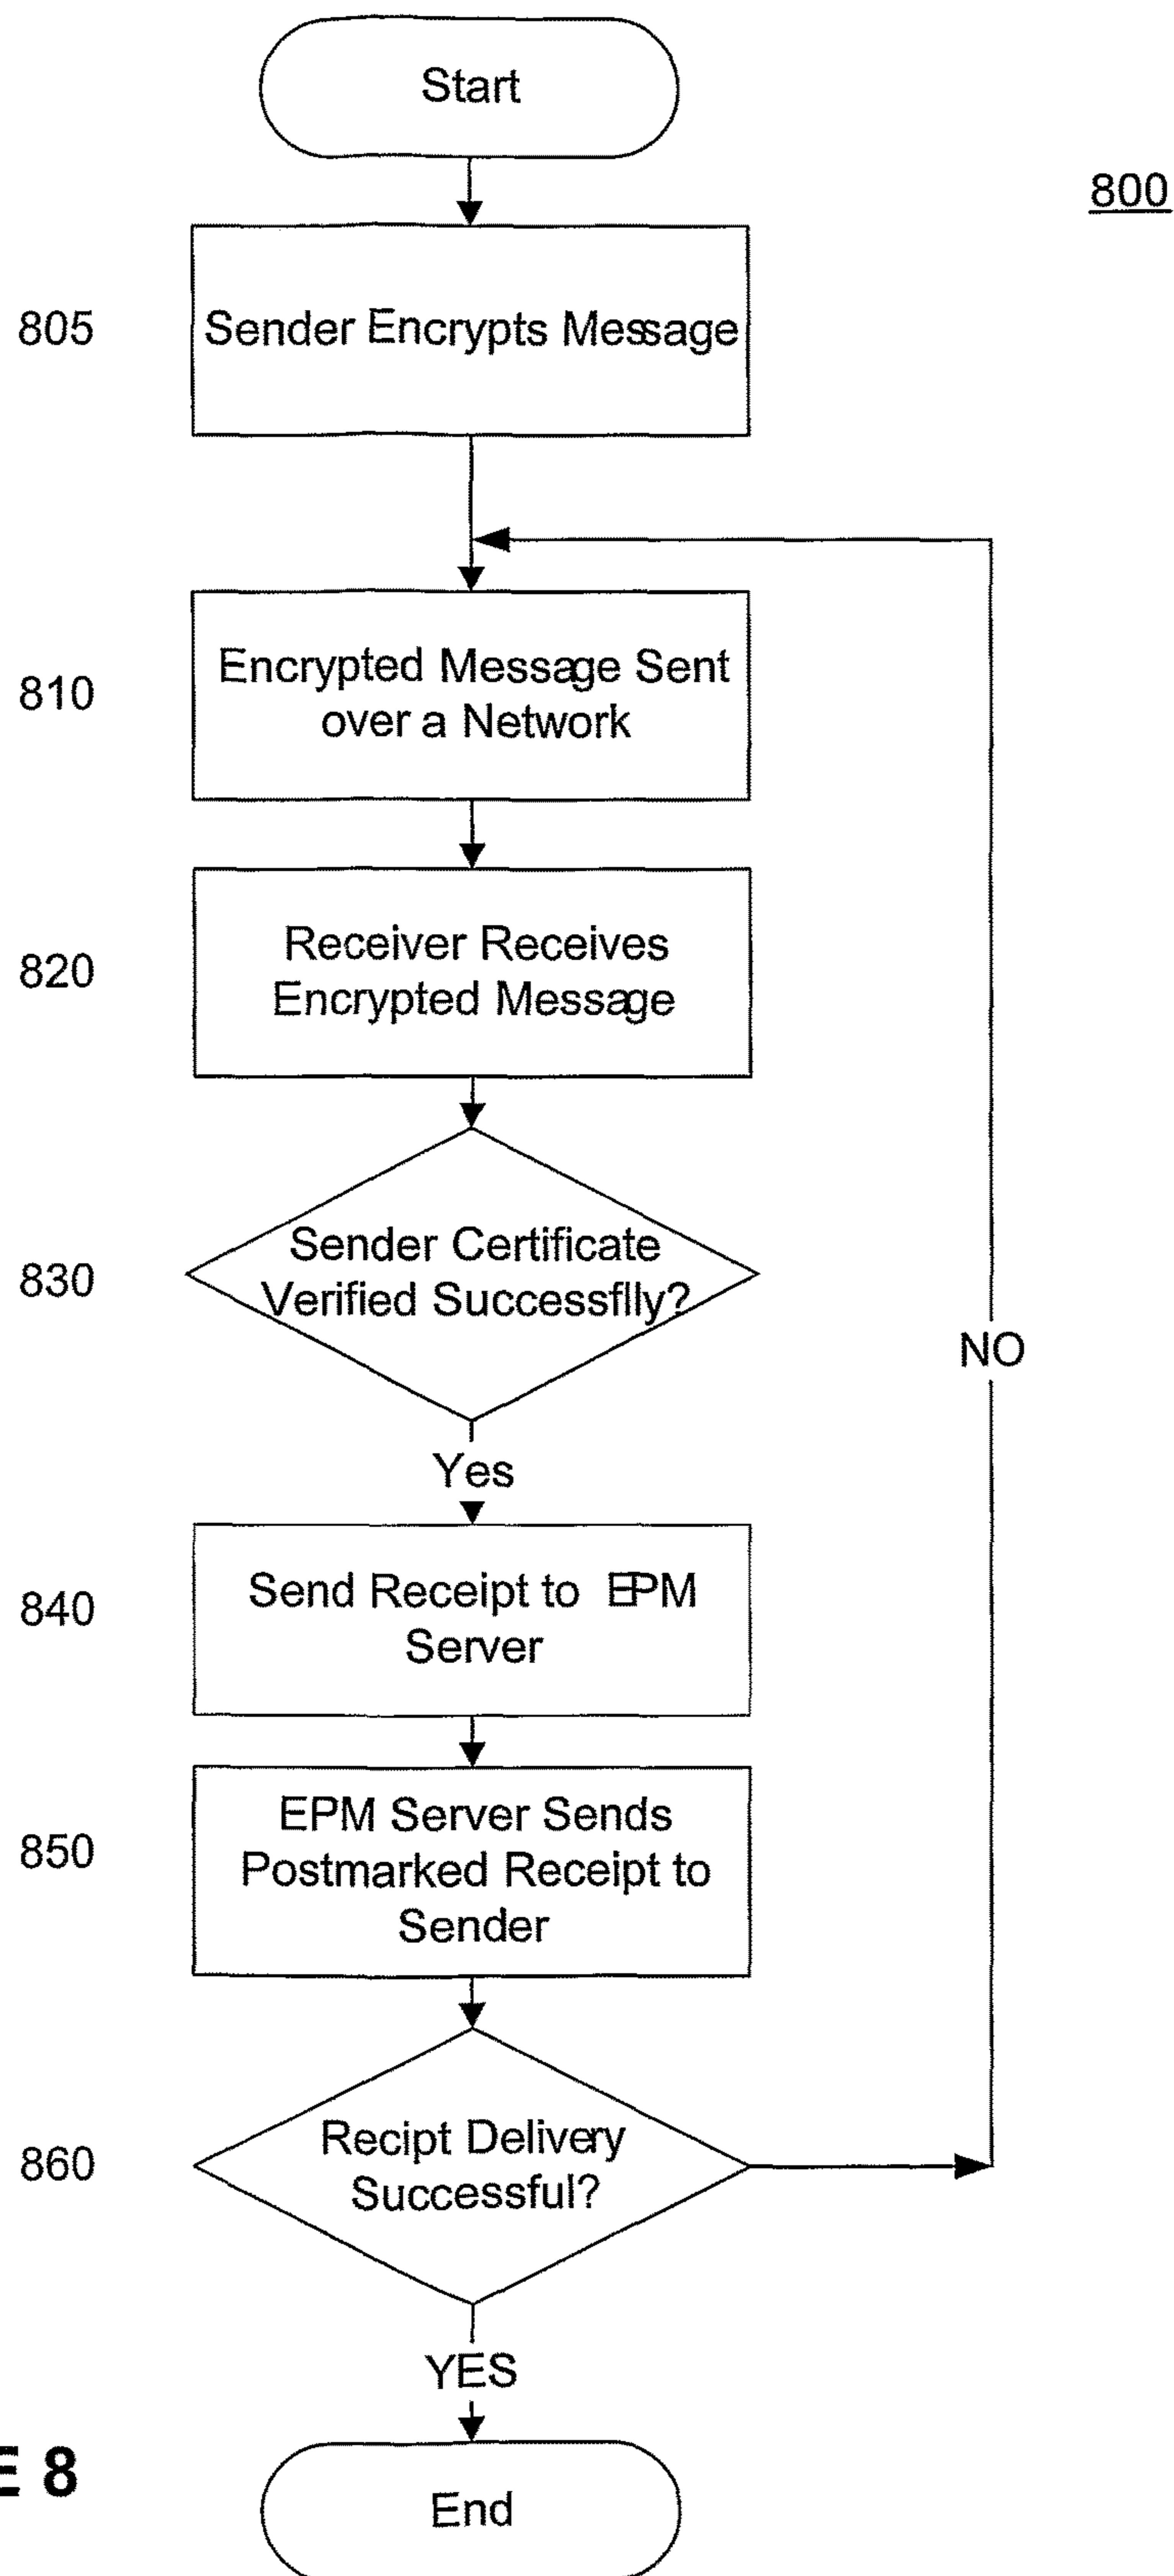 Start
800
805
Sender Encrypts Message
810
Encrypted Message Sent
over a Network
820
Receiver Receives
Encrypted Message
830
Sender Certificate
Verified Successflly?
NO
Yes
840
Send Receipt to EPM
Server
850
EPM Server Sends
Postmarked Receipt to
Sender
860
Recipt Delivery
Successful?
YES
E 8
End